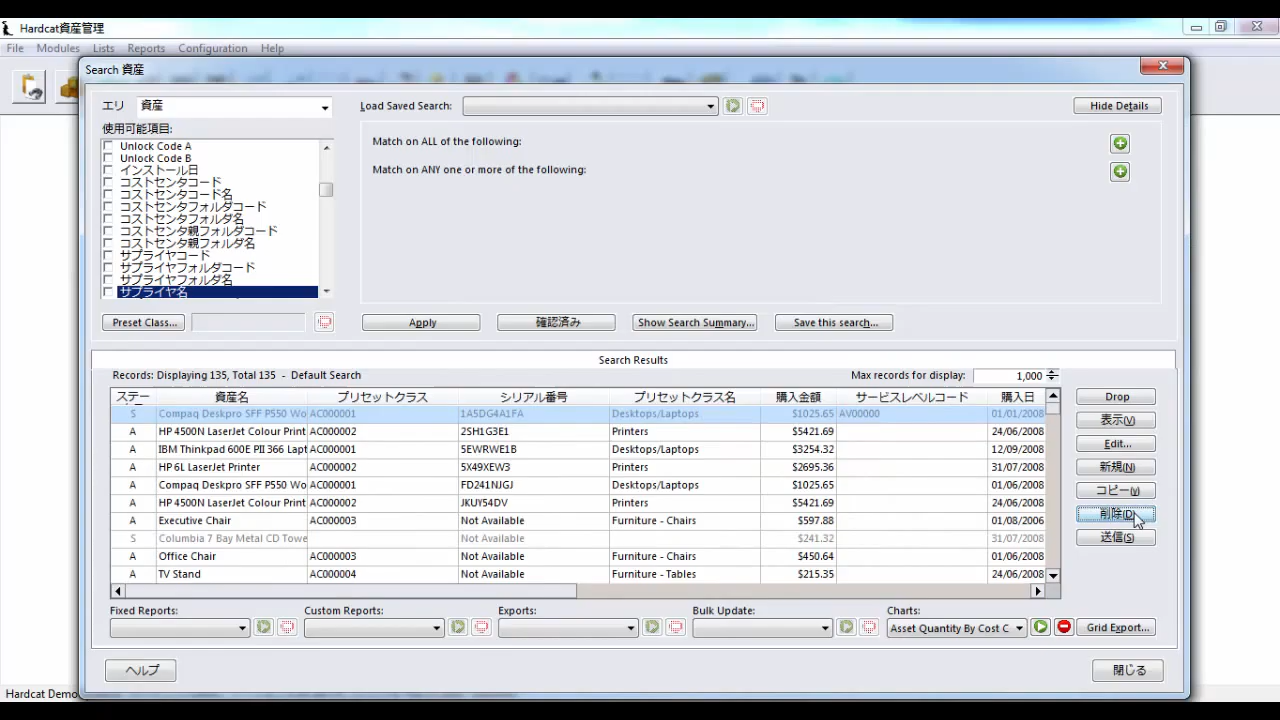 Hardcat資産管理
File Modules Lists Reports Configuration Help
Search 資産
エリ 資産
Load Saved Search:
Hide Details
使用可能項目:
Unlock Code A
Unlock Code B
インストール日
コストセンタコード
コストセンタコード名
コストセンタフォルダコード
コストセンタフォルダ名
コストセンタ親フォルダコード
コストセンタ親フォルダ名
サプライヤコード
サプライヤフォルダコード
サプライヤフォルダ名
サプライヤ名
Match on ALL of the following:
Match on ANY one or more of the following:
Preset Class...
Apply
確認済み
Show Search Summary...
Save this search...
Search Results
Records: Displaying 135, Total 135 - Default Search
Max records for display: 1,000
ステー 資産名 プリセットクラス シリアル番号 プリセットクラス名 購入金額 サービスレベルコード 購入日
S Compaq Deskpro SFF P550 Wo AC000001 1A5DG4A1FA Desktops/Laptops $1025.65 AV00000 01/01/2008
A HP 4500N LaserJet Colour Print AC000002 2SH1G3E1 Printers $5421.69 24/06/2008
A IBM Thinkpad 600E PII 366 Lapt AC000001 5EWRWE1B Desktops/Laptops $3254.32 12/09/2008
A HP 6L LaserJet Printer AC000002 5X49XEW3 Printers $2695.36 31/07/2008
A Compaq Deskpro SFF P550 Wo AC000001 FD241NJGJ Desktops/Laptops $1025.65 01/06/2008
A HP 4500N LaserJet Colour Print AC000002 JKUY54DV Printers $5421.69 24/06/2008
A Executive Chair AC000003 Not Available Furniture - Chairs $597.88 01/08/2006
S Columbia 7 Bay Metal CD Towe Not Available $241.32 31/07/2008
A Office Chair AC000003 Not Available Furniture - Chairs $450.64 01/06/2008
A TV Stand AC000004 Not Available Furniture - Tables $215.35 24/06/2008
Drop
表示(V)
Edit...
新規(N)
コピー(y)
削除(D)
送信(S)
Fixed Reports:
Custom Reports:
Exports:
Bulk Update:
Charts:
Asset Quantity By Cost C
Grid Export...
ヘルプ
閉じる
Hardcat Demo